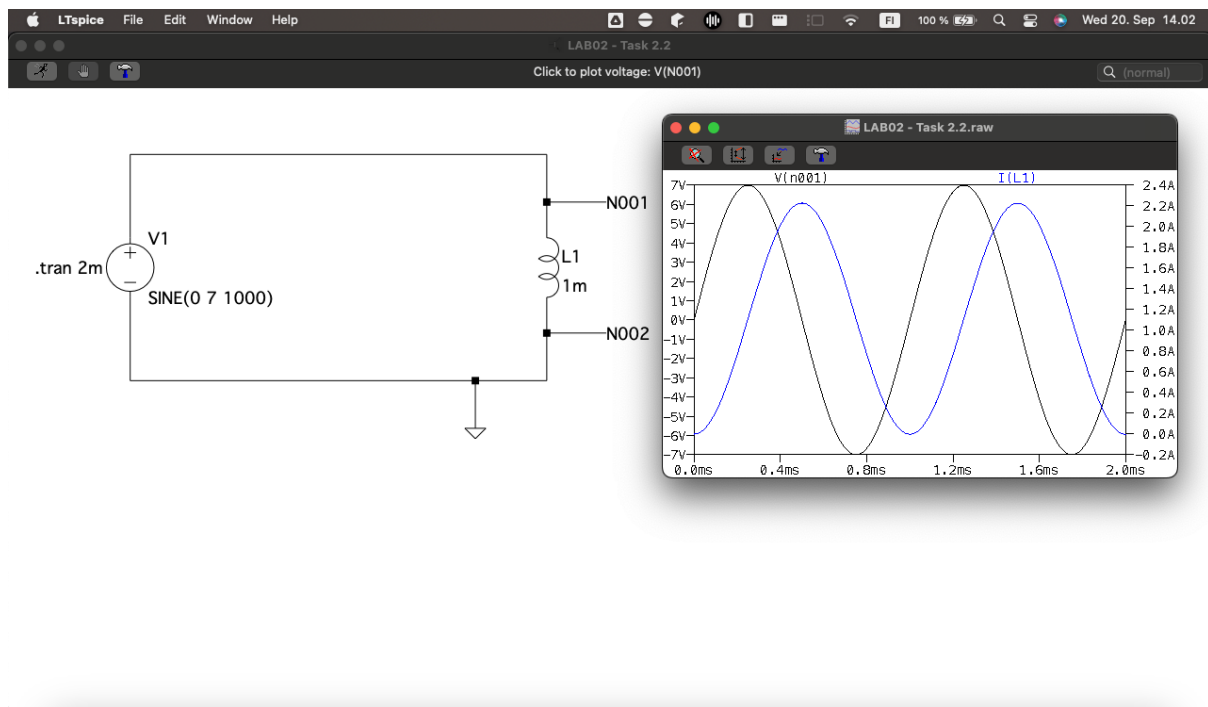 LTspice File Edit Window Help FI 100 % Wed 20. Sep 14.02
LAB02 - Task 2.2
Click to plot voltage: V(N001) (normal)
V1
.tran 2m
SINE(0 7 1000)
N001
L1
1m
N002
LAB02 - Task 2.2.raw
V(n001) I(L1)
7V 2.4A
6V 2.2A
5V 2.0A
4V 1.8A
3V 1.6A
2V 1.4A
1V 1.2A
0V 1.0A
-1V 0.8A
-2V 0.6A
-3V 0.4A
-4V 0.2A
-5V 0.0A
-6V -0.2A
-7V
0.0ms 0.4ms 0.8ms 1.2ms 1.6ms 2.0ms